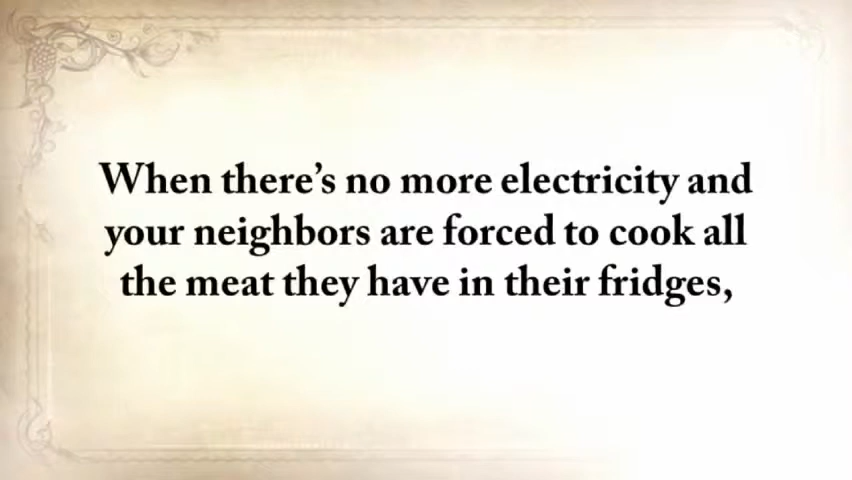 When there’s no more electricity and
your neighbors are forced to cook all
the meat they have in their fridges,